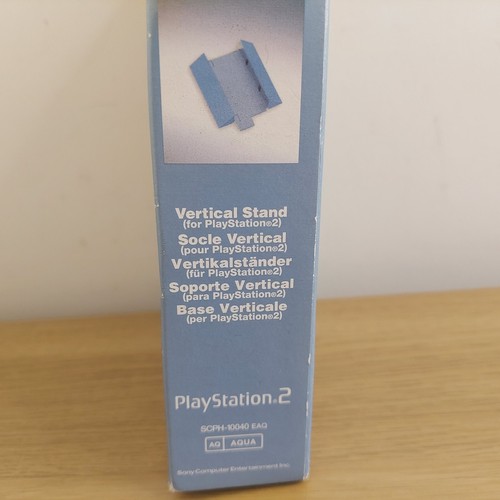 Vertical Stand
(for PlayStation®2)
Socle Vertical
(pour PlayStation®2)
Vertikalständer
(für PlayStation®2)
Soporte Vertical
(para PlayStation®2)
Base Verticale
(per PlayStation®2)
PlayStation®2
SCPH-10040 EAQ
AQ AQUA
Sony Computer Entertainment Inc.